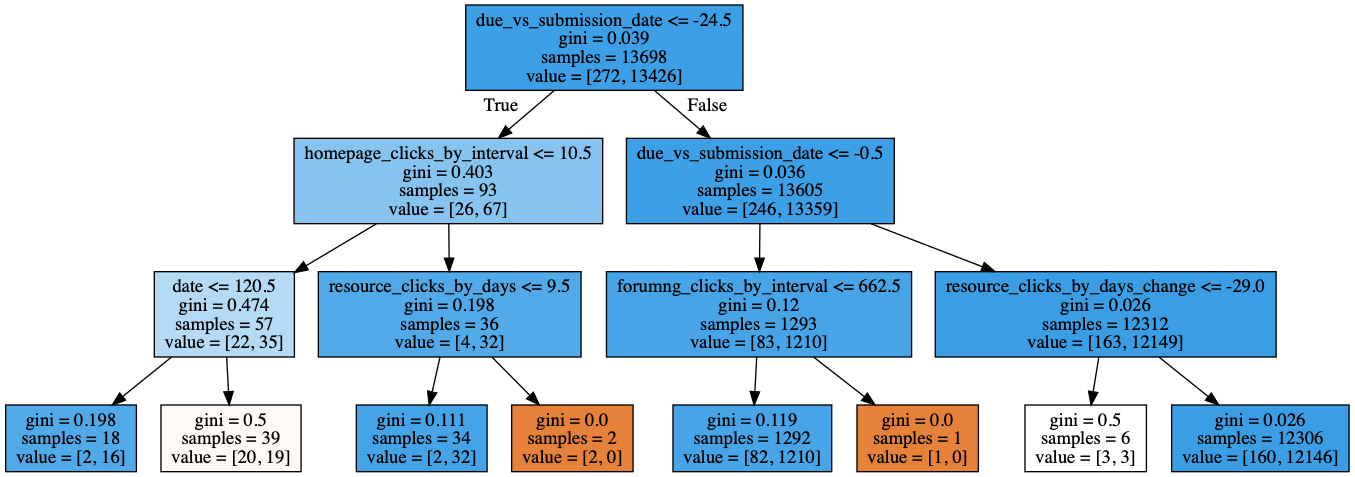 due_vs_submission_date <= -24.5
gini = 0.039
samples = 13698
value = [272, 13426]
True
False
homepage_clicks_by_interval <= 10.5
gini = 0.403
samples = 93
value = [26, 67]
due_vs_submission_date <= -0.5
gini = 0.036
samples = 13605
value = [246, 13359]
date <= 120.5
gini = 0.474
samples = 57
value = [22, 35]
resource_clicks_by_days <= 9.5
gini = 0.198
samples = 36
value = [4, 32]
forumng_clicks_by_interval <= 662.5
gini = 0.12
samples = 1293
value = [83, 1210]
resource_clicks_by_days_change <= -29.0
gini = 0.026
samples = 12312
value = [163, 12149]
gini = 0.198
samples = 18
value = [2, 16]
gini = 0.5
samples = 39
value = [20, 19]
gini = 0.111
samples = 34
value = [2, 32]
gini = 0.0
samples = 2
value = [2, 0]
gini = 0.119
samples = 1292
value = [82, 1210]
gini = 0.0
samples = 1
value = [1, 0]
gini = 0.5
samples = 6
value = [3, 3]
gini = 0.026
samples = 12306
value = [160, 12146]